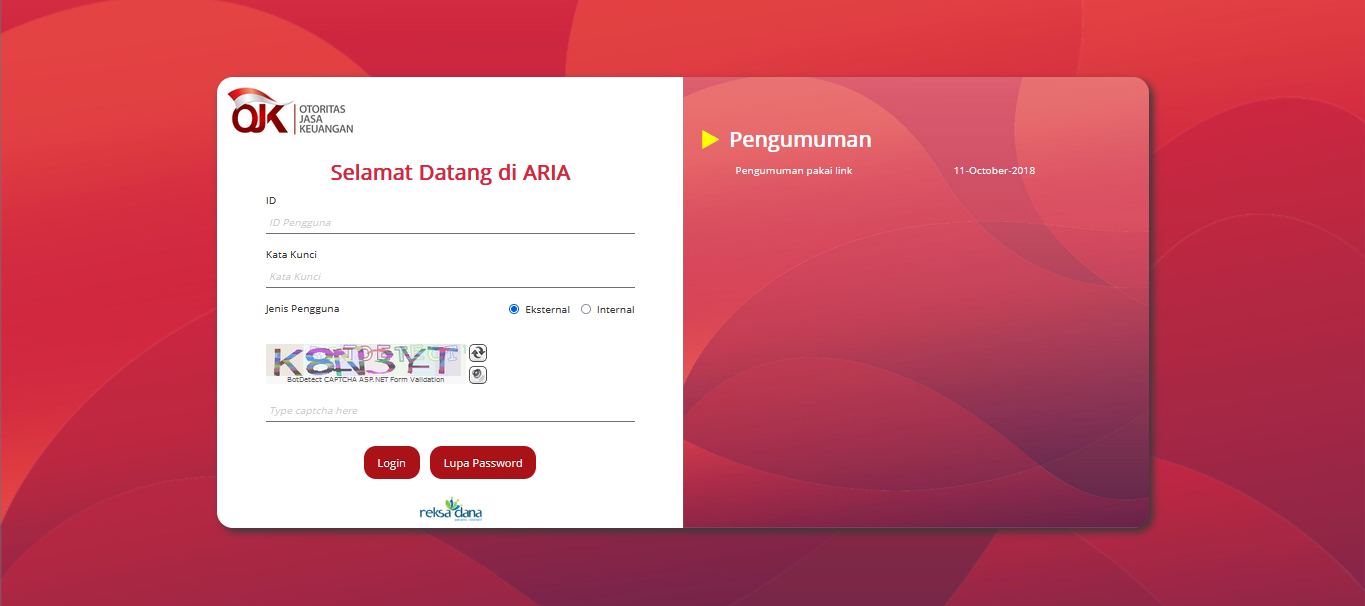 OJK OTORITAS
JASA
KEUANGAN
Selamat Datang di ARIA
ID
ID Pengguna
Kata Kunci
Kata Kunci
Jenis Pengguna Eksternal Internal
BotDetect CAPTCHA ASP.NET Form Validation
Type captcha here
Login Lupa Password
reksa dana
Pengumuman
Pengumuman pakai link 11-October-2018